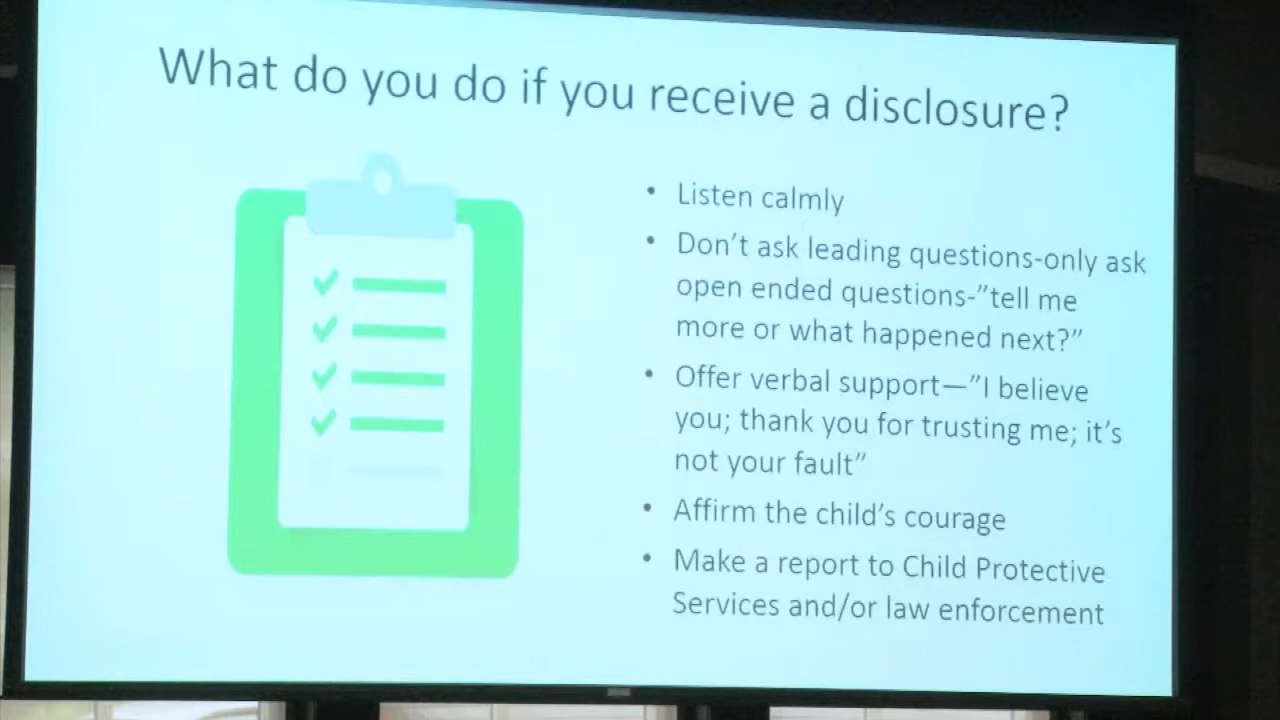 What do you do if you receive a disclosure?
• Listen calmly
• Don't ask leading questions-only ask
open ended questions-”tell me
more or what happened next?”
• Offer verbal support—”I believe
you; thank you for trusting me; it's
not your fault”
• Affirm the child's courage
• Make a report to Child Protective
Services and/or law enforcement